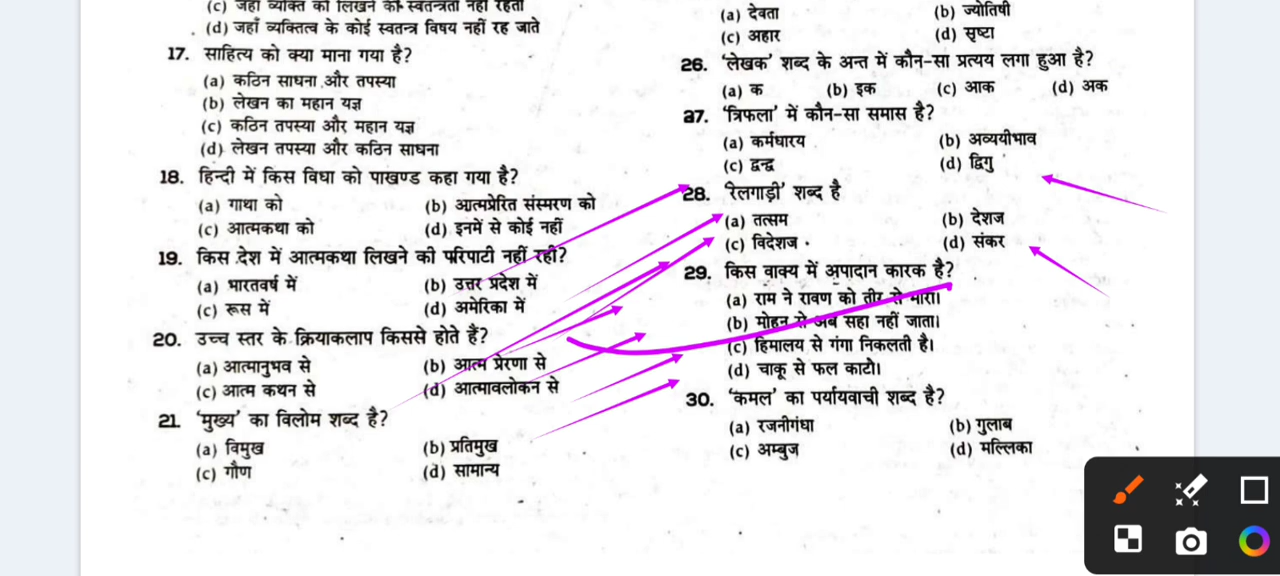 (c) जहाँ व्यक्ति को लिखने की स्वतन्त्रता नहीं रहती
(d) जहाँ व्यक्तित्व के कोई स्वतन्त्र विषय नहीं रह जाते
17. साहित्य को क्या माना गया है?
(a) कठिन साधना और तपस्या
(b) लेखन का महान यज्ञ
(c) कठिन तपस्या और महान यज्ञ
(d) लेखन तपस्या और कठिन साधना
18. हिन्दी में किस विधा को पाखण्ड कहा गया है?
(a) गाथा को (b) आत्मप्रेरित संस्मरण को
(c) आत्मकथा को (d) इनमें से कोई नहीं
19. किस देश में आत्मकथा लिखने की परिपाटी नहीं रही?
(a) भारतवर्ष में (b) उत्तर प्रदेश में
(c) रूस में (d) अमेरिका में
20. उच्च स्तर के क्रियाकलाप किससे होते हैं?
(a) आत्मानुभव से (b) आत्म प्रेरणा से
(c) आत्म कथन से (d) आत्मावलोकन से
21. 'मुख्य' का विलोम शब्द है?
(a) विमुख (b) प्रतिमुख
(c) गौण (d) सामान्य
(a) देवता (b) ज्योतिषी
(c) अहार (d) सृष्टा
26. 'लेखक' शब्द के अन्त में कौन-सा प्रत्यय लगा हुआ है?
(a) क (b) इक (c) आक (d) अक
27. 'त्रिफला' में कौन-सा समास है?
(a) कर्मधारय (b) अव्ययीभाव
(c) द्वन्द्व (d) द्विगु
28. 'रेलगाड़ी' शब्द है
(a) तत्सम (b) देशज
(c) विदेशज (d) संकर
29. किस वाक्य में अपादान कारक है?
(a) राम ने रावण को तीर से मारा।
(b) मोहन से अब सहा नहीं जाता।
(c) हिमालय से गंगा निकलती है।
(d) चाकू से फल काटो।
30. 'कमल' का पर्यायवाची शब्द है?
(a) रजनीगंधा (b) गुलाब
(c) अम्बुज (d) मल्लिका